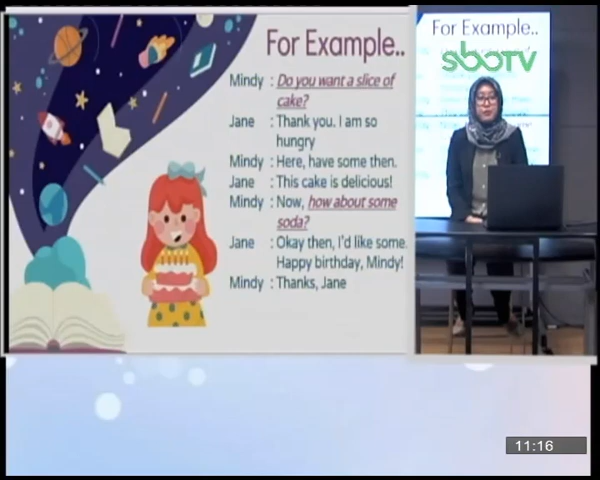 For Example..
Mindy : Do you want a slice of
cake?
Jane : Thank you. I am so
hungry
Mindy : Here, have some then.
Jane : This cake is delicious!
Mindy : Now, how about some
soda?
Jane : Okay then, I'd like some.
Happy birthday, Mindy!
Mindy : Thanks, Jane
For Example..
sboTV
11:16